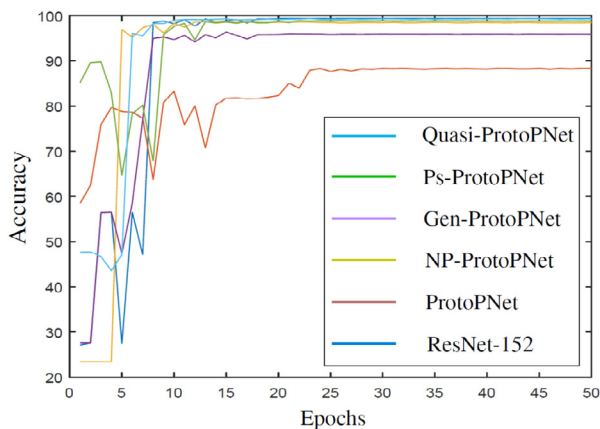 100
90
80
70
60
50
40
30
20
Accuracy
0 5 10 15 20 25 30 35 40 45 50
Epochs
Quasi-ProtoPNet
Ps-ProtoPNet
Gen-ProtoPNet
NP-ProtoPNet
ProtoPNet
ResNet-152